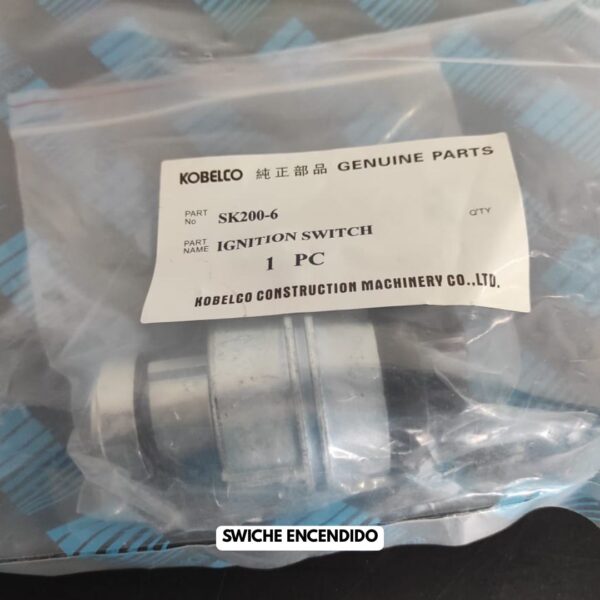 KOBELCO 純正部品 GENUINE PARTS
PART No SK200-6 Q'TY
PART NAME IGNITION SWITCH
1 PC
KOBELCO CONSTRUCTION MACHINERY CO.,LTD.
SWICHE ENCENDIDO